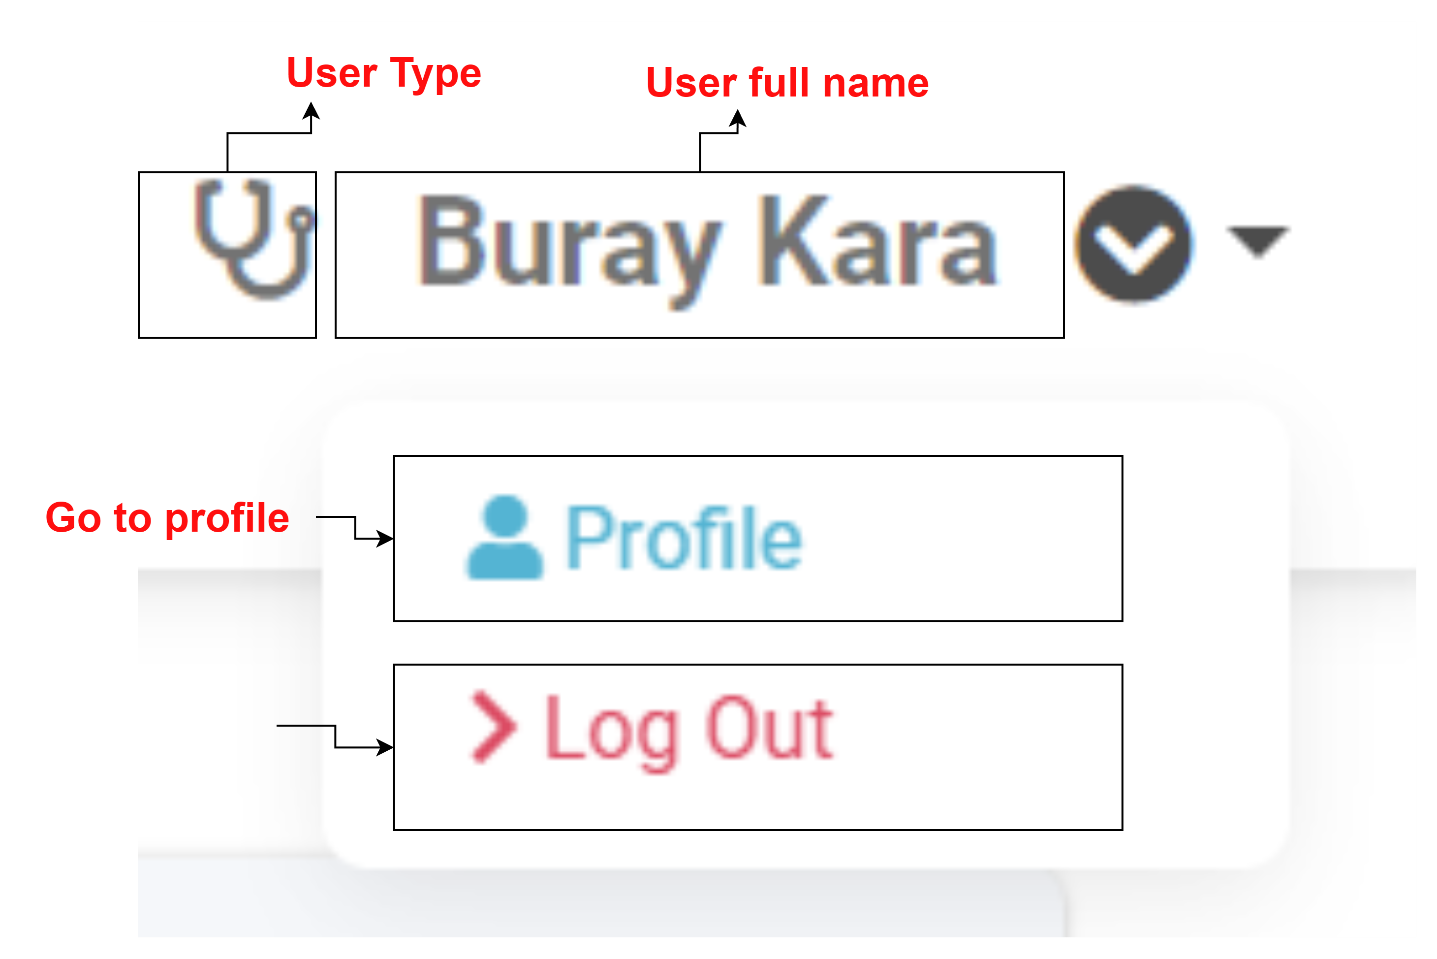 User Type
User full name
Buray Kara
Go to profile
Profile
Log Out